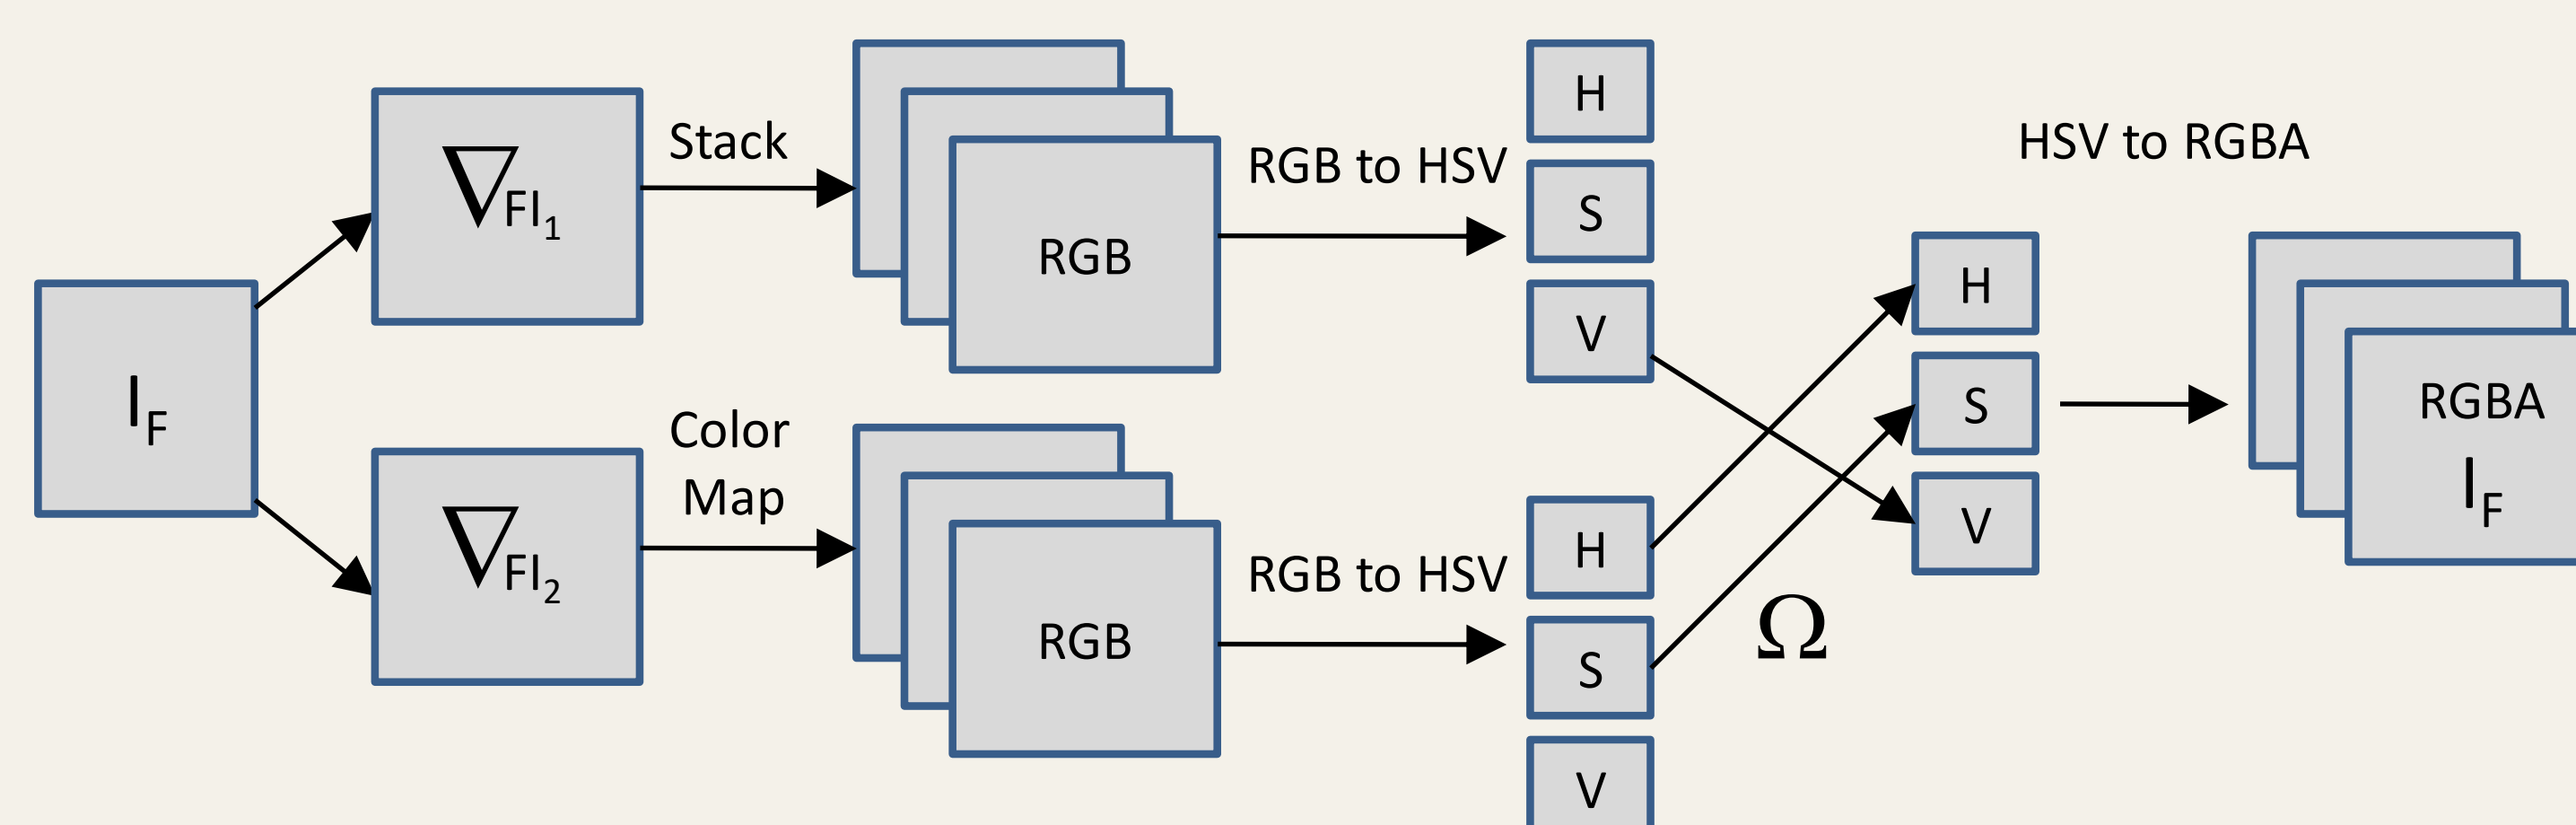 I_F
∇FI₁
Stack
RGB
RGB to HSV
H
S
V
∇FI₂
Color
Map
RGB
RGB to HSV
H
S
V
Ω
HSV to RGBA
H
S
V
RGBA
I_F